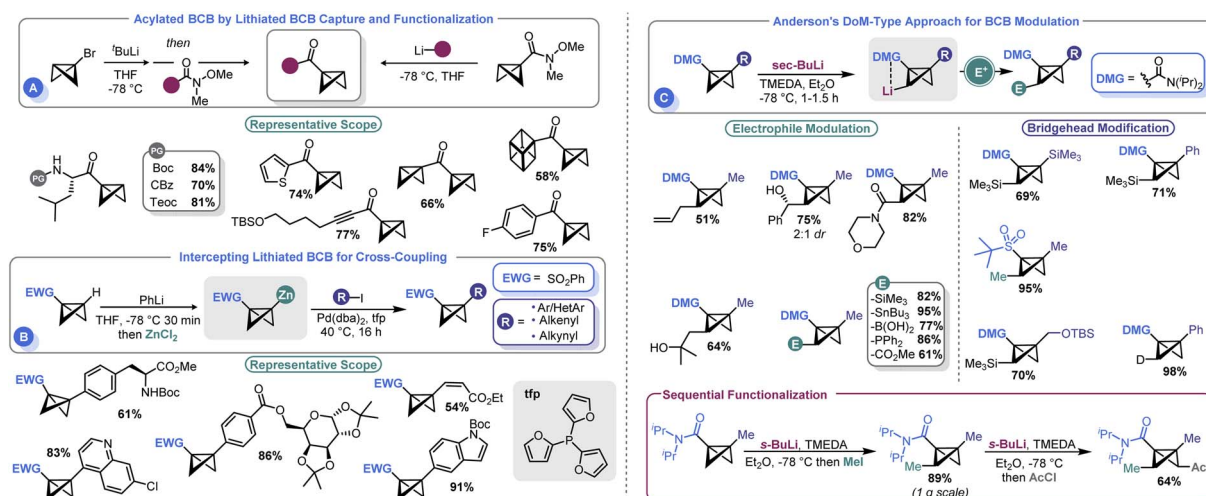 Acylated BCB by Lithiated BCB Capture and Functionalization
Br
ᵗBuLi
THF
-78 °C
then
O
N
OMe
Me
O
Li
-78 °C, THF
O
N
OMe
Me
A
Representative Scope
PG
H
N
O
PG
Boc 84%
CBz 70%
Teoc 81%
O
S
74%
O
66%
O
58%
TBSO
O
77%
F
O
75%
Intercepting Lithiated BCB for Cross-Coupling
EWG
H
PhLi
THF, -78 °C 30 min
then ZnCl₂
EWG
Zn
R
I
Pd(dba)₂, tfp
40 °C, 16 h
EWG
R
EWG = SO₂Ph
R =
• Ar/HetAr
• Alkenyl
• Alkynyl
B
Representative Scope
EWG
CO₂Me
NHBoc
61%
EWG
O
O
O
O
O
O
O
86%
EWG
CO₂Et
54%
83%
EWG
N
Cl
EWG
Boc
N
91%
tfp
O
O
P
O
Anderson's DoM-Type Approach for BCB Modulation
DMG
R
sec-BuLi
TMEDA, Et₂O
-78 °C, 1-1.5 h
DMG
R
Li
E⁺
DMG
R
E
DMG =
O
N(ⁱPr)₂
C
Electrophile Modulation
DMG
Me
51%
DMG
HO
Me
Ph
75%
2:1 dr
DMG
Me
O
N
O
82%
DMG
Me
HO
64%
DMG
Me
E
E
-SiMe₃ 82%
-SnBu₃ 95%
-B(OH)₂ 77%
-PPh₂ 86%
-CO₂Me 61%
Bridgehead Modification
DMG
SiMe₃
Me₃Si
69%
DMG
Ph
Me₃Si
71%
O
O
S
Me
Me
95%
DMG
OTBS
Me₃Si
70%
DMG
Ph
D
98%
Sequential Functionalization
ⁱPr
N
O
ⁱPr
Me
s-BuLi, TMEDA
Et₂O, -78 °C then MeI
ⁱPr
N
O
ⁱPr
Me
Me
89%
(1 g scale)
s-BuLi, TMEDA
Et₂O, -78 °C
then AcCl
ⁱPr
N
O
ⁱPr
Me
Me
Ac
64%